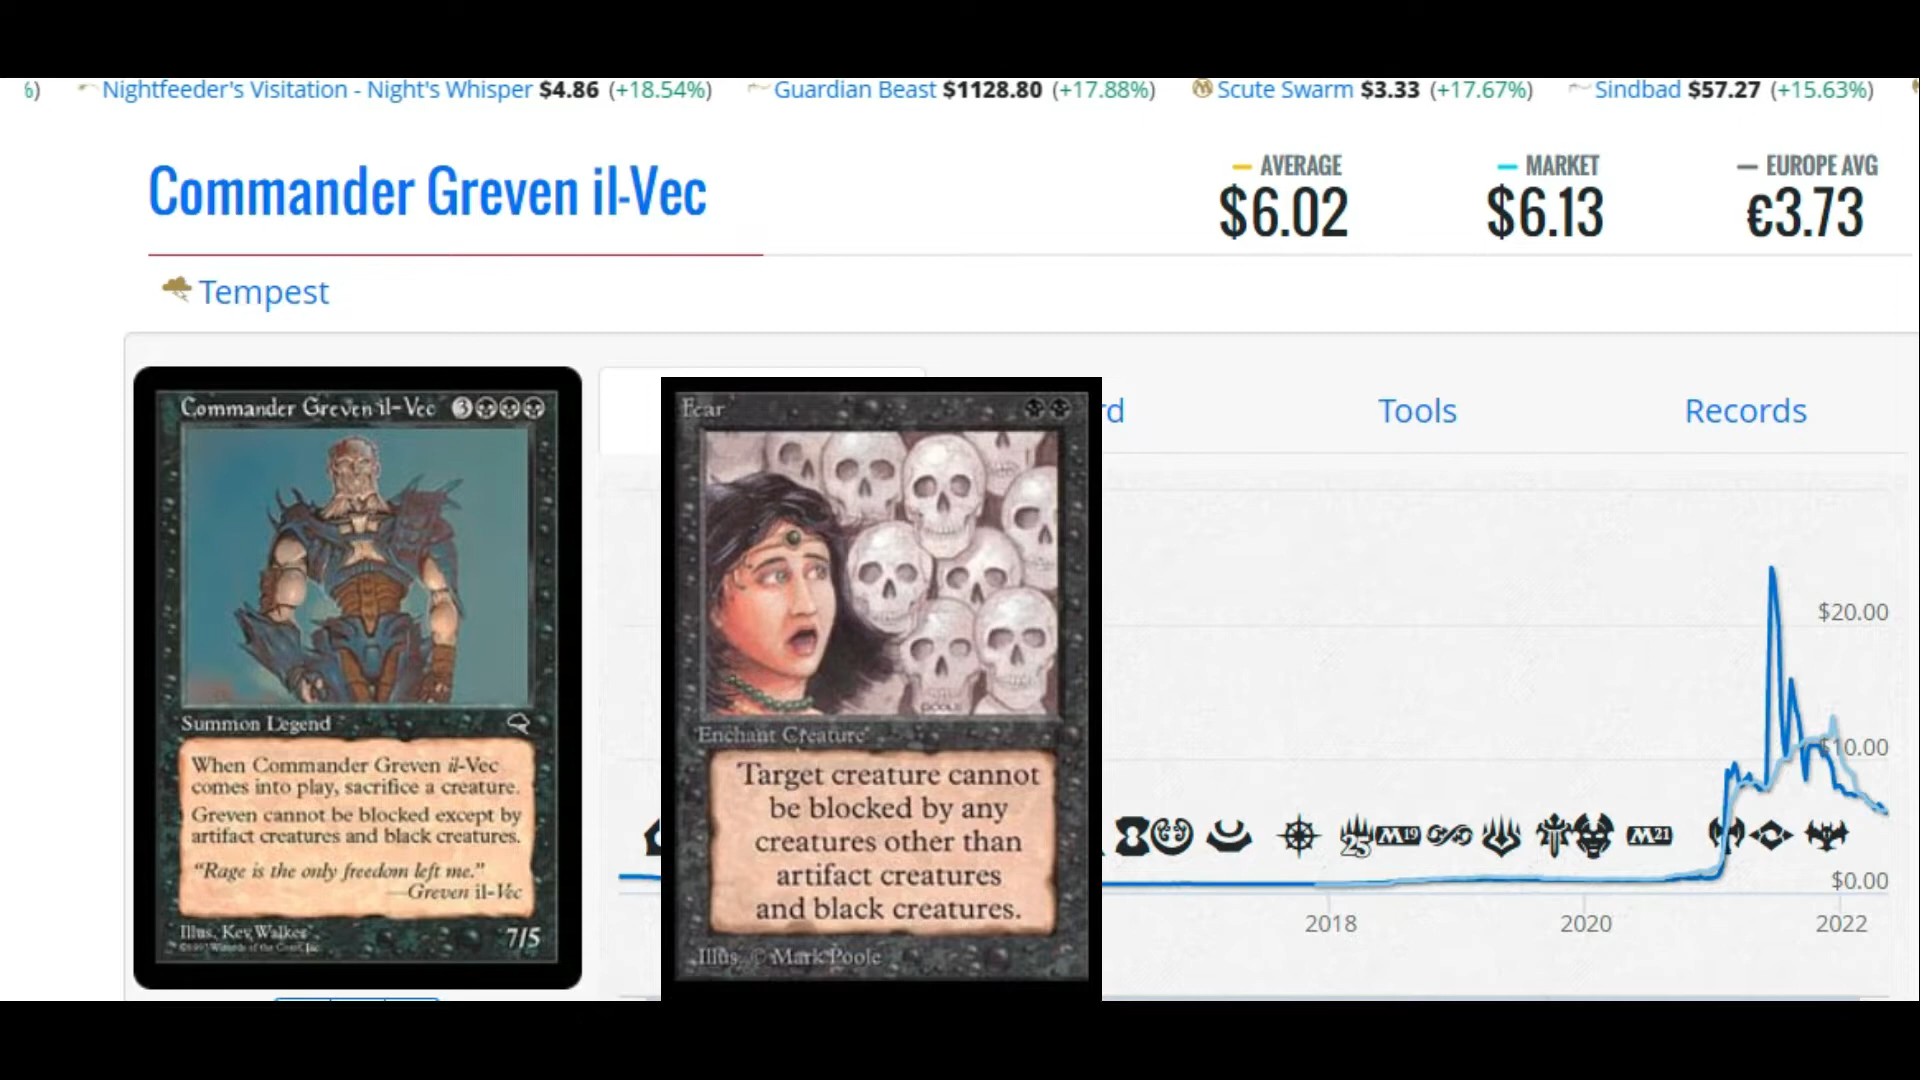 %) Nightfeeder's Visitation - Night's Whisper $4.86 (+18.54%) Guardian Beast $1128.80 (+17.88%) Scute Swarm $3.33 (+17.67%) Sindbad $57.27 (+15.63%)
AVERAGE MARKET EUROPE AVG
Commander Greven il-Vec $6.02 $6.13 €3.73
Tempest
Commander Greven il-Vec 3
Summon Legend
When Commander Greven il-Vec
comes into play, sacrifice a creature.
Greven cannot be blocked except by
artifact creatures and black creatures.
"Rage is the only freedom left me."
—Greven il-Vec
Illus. Kev Walker
7/5
Fear
Enchant Creature
Target creature cannot
be blocked by any
creatures other than
artifact creatures
and black creatures.
Illus. © Mark Poole
rd Tools Records
$20.00
$10.00
25 M19 M21
$0.00
2018 2020 2022